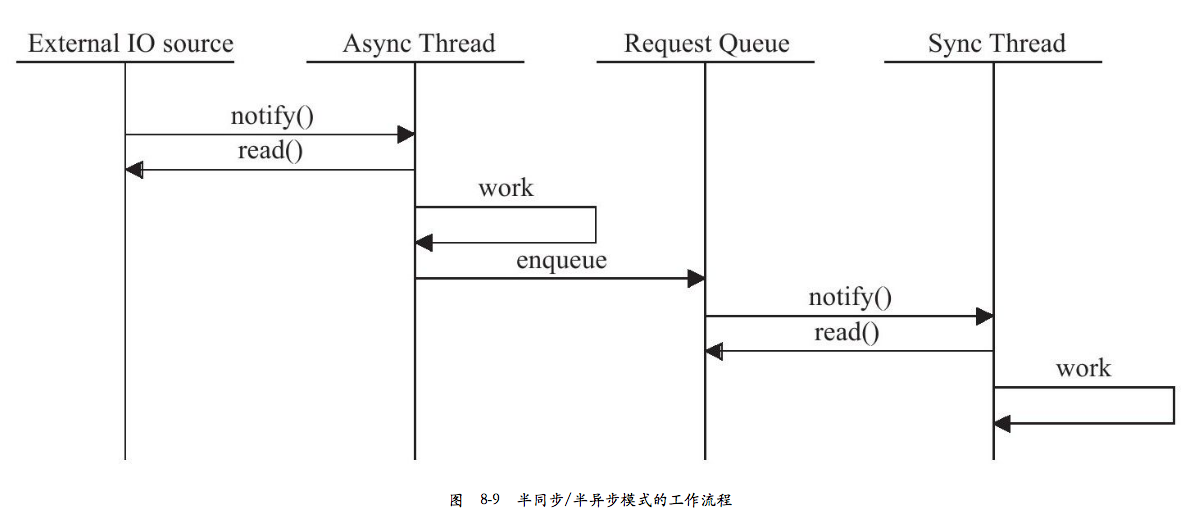 External IO source Async Thread Request Queue Sync Thread
notify()
read()
work
enqueue
notify()
read()
work
图 8-9 半同步/半异步模式的工作流程